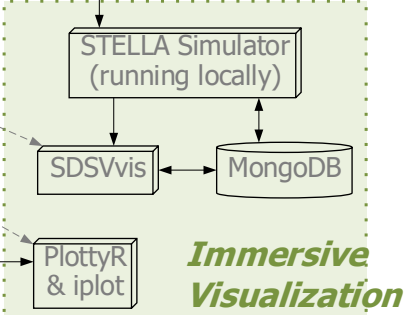 STELLA Simulator
(running locally)
SDSVvis
MongoDB
PlottyR
& iplot
Immersive
Visualization